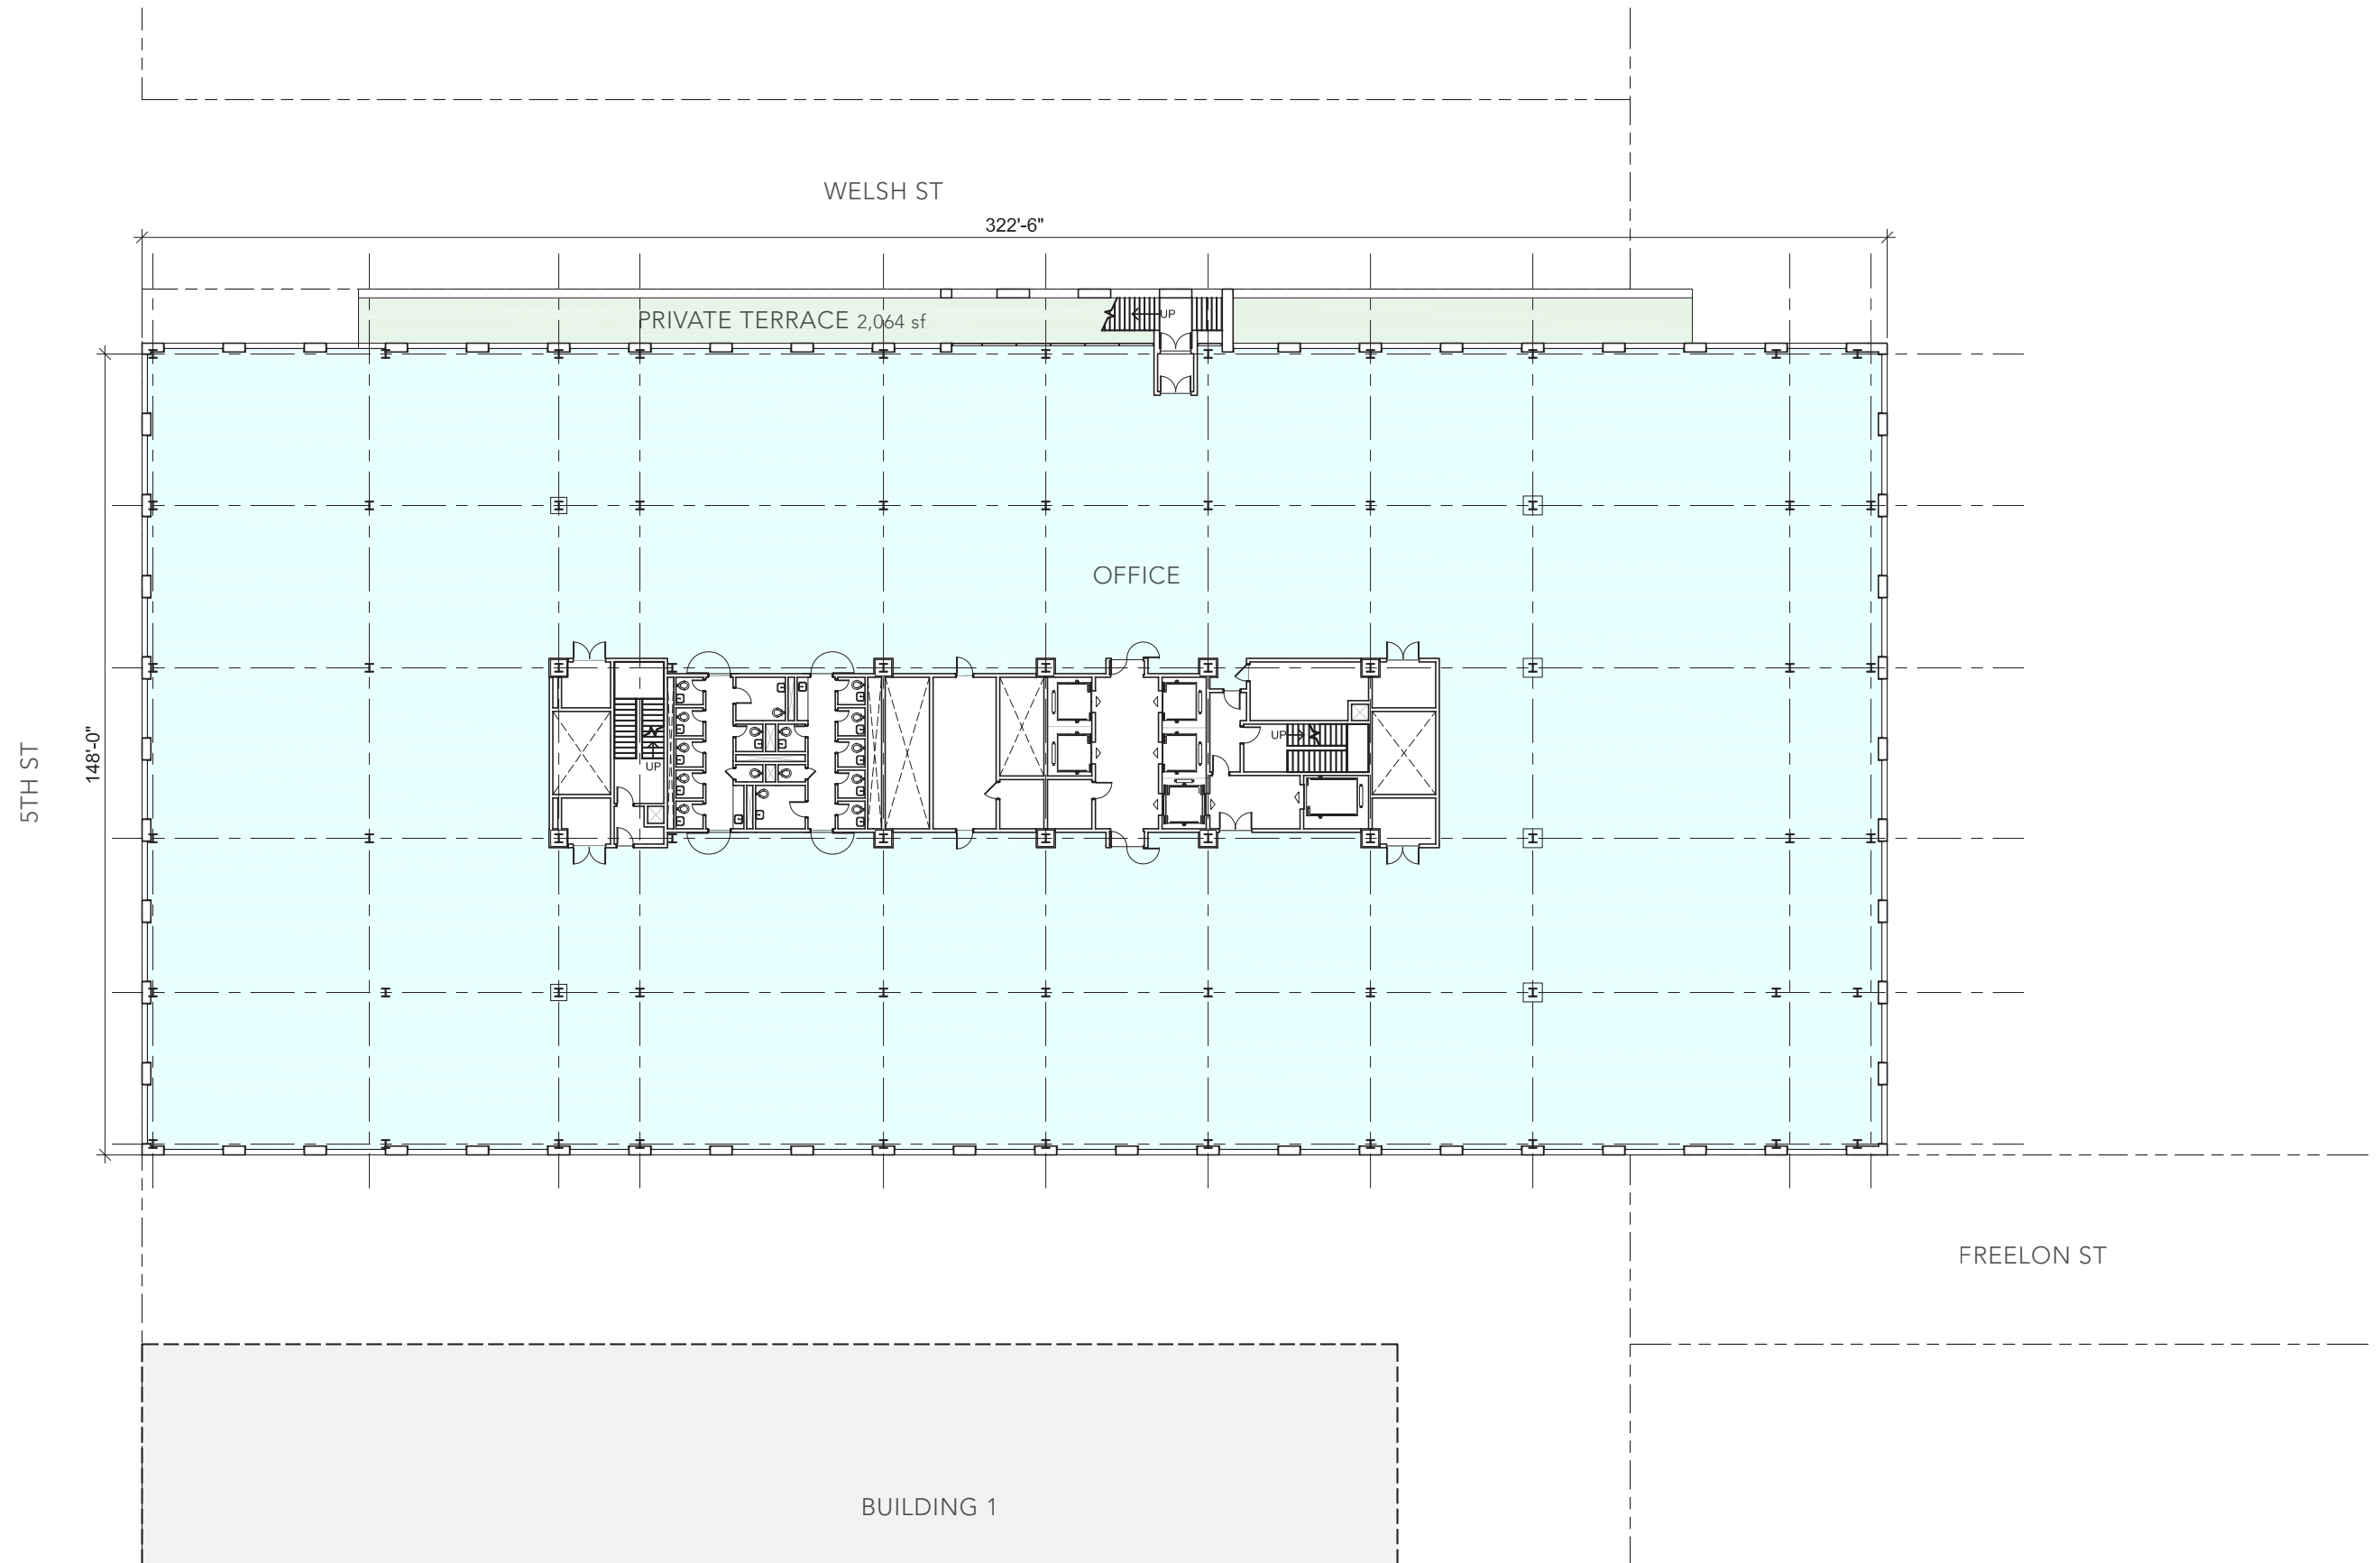 WELSH ST
322'-6"
PRIVATE TERRACE 2,064 sf
UP
OFFICE
5TH ST
148'-0"
UP
UP
FREELON ST
BUILDING 1